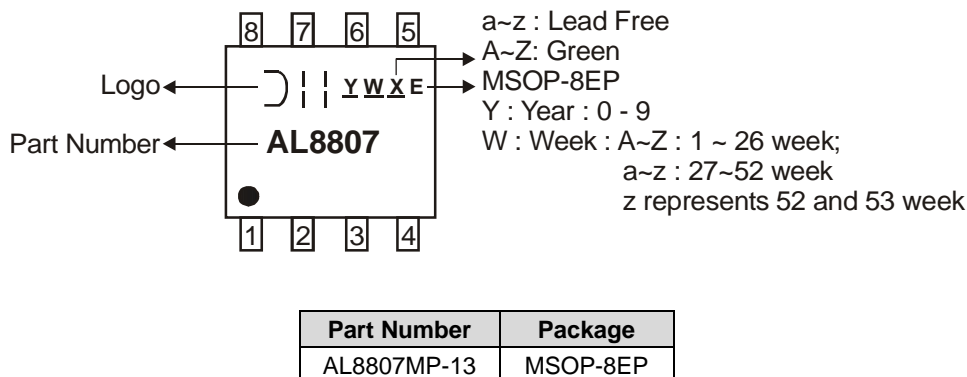 8 7 6 5
a~z : Lead Free
A~Z: Green
Logo
Y W X E
MSOP-8EP
Y : Year : 0 - 9
Part Number
AL8807
W : Week : A~Z : 1 ~ 26 week;
a~z : 27~52 week
z represents 52 and 53 week
1 2 3 4
Part Number Package
AL8807MP-13 MSOP-8EP